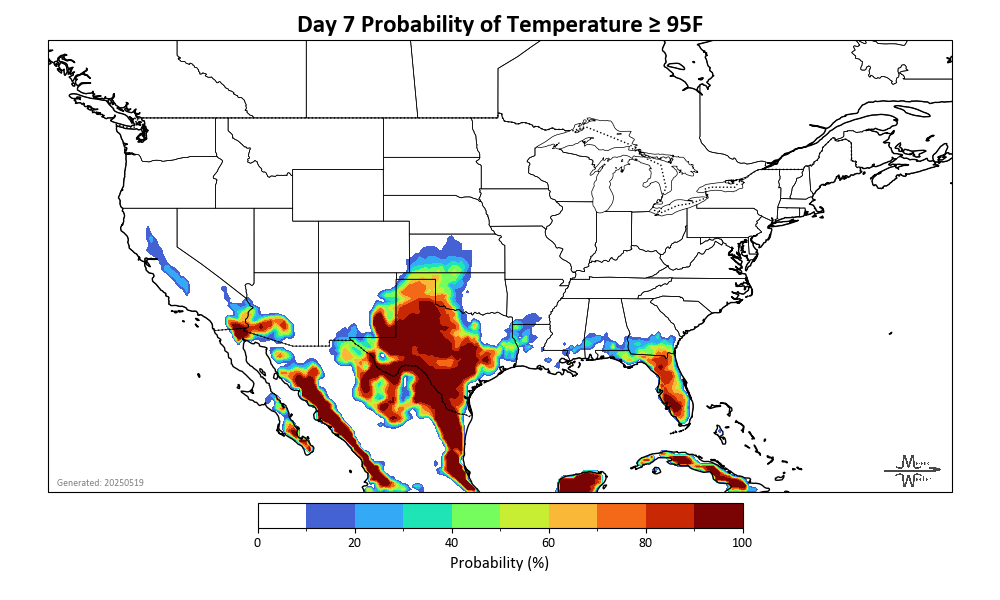 Day 7 Probability of Temperature ≥ 95F
Generated: 20250519
0 20 40 60 80 100
Probability (%)